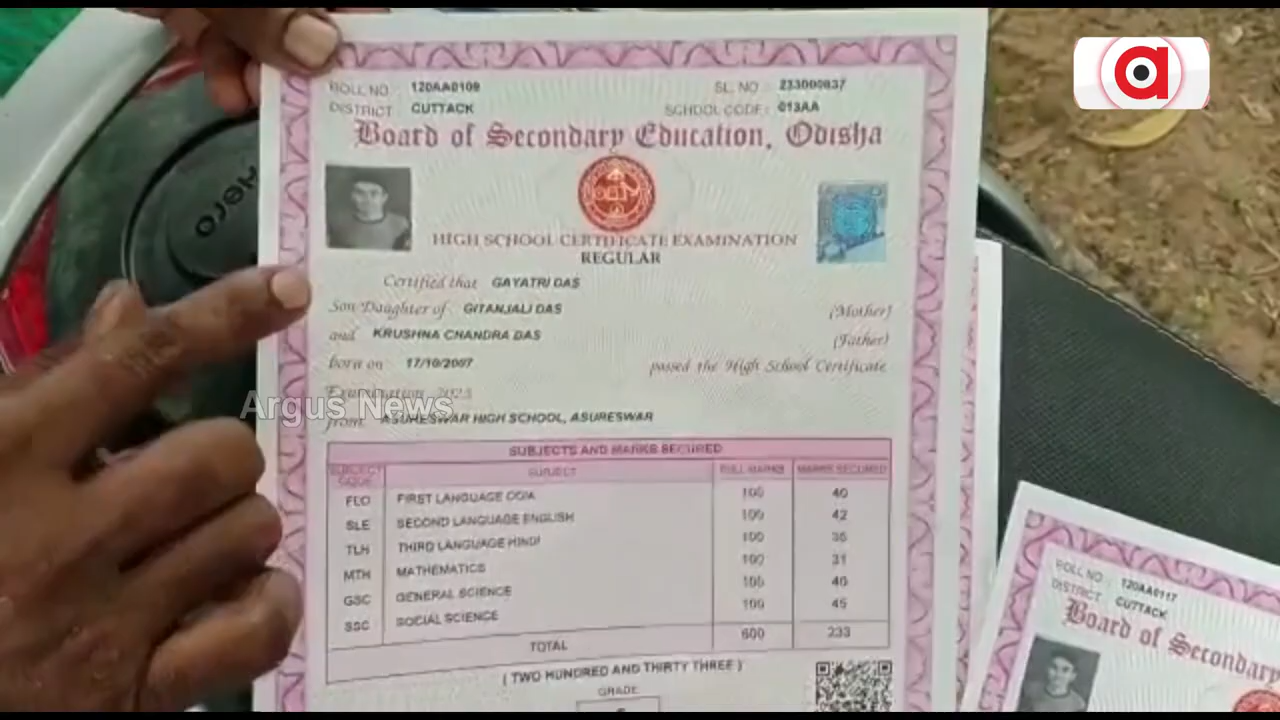 ROLL NO : 120AA0109 SL. NO : 233000837
DISTRICT CUTTACK SCHOOL CODE : 013AA
Board of Secondary Education, Odisha
HIGH SCHOOL CERTIFICATE EXAMINATION
REGULAR
Certified that GAYATRI DAS
Son/Daughter of GITANJALI DAS (Mother)
and KRUSHNA CHANDRA DAS (Father)
born on 17/10/2007 passed the High School Certificate
Examination 2023
from ASURESWAR HIGH SCHOOL, ASURESWAR
SUBJECTS AND MARKS SECURED
SUBJECT CODE SUBJECT FULL MARKS MARKS SECURED
FLO FIRST LANGUAGE ODIA 100 40
SLE SECOND LANGUAGE ENGLISH 100 42
TLH THIRD LANGUAGE HINDI 100 35
MTH MATHEMATICS 100 31
GSC GENERAL SCIENCE 100 40
SSC SOCIAL SCIENCE 100 45
TOTAL 600 233
( TWO HUNDRED AND THIRTY THREE )
GRADE
Hero
Argus News
a
ROLL NO : 120AA0117
DISTRICT CUTTACK
Board of Secondary